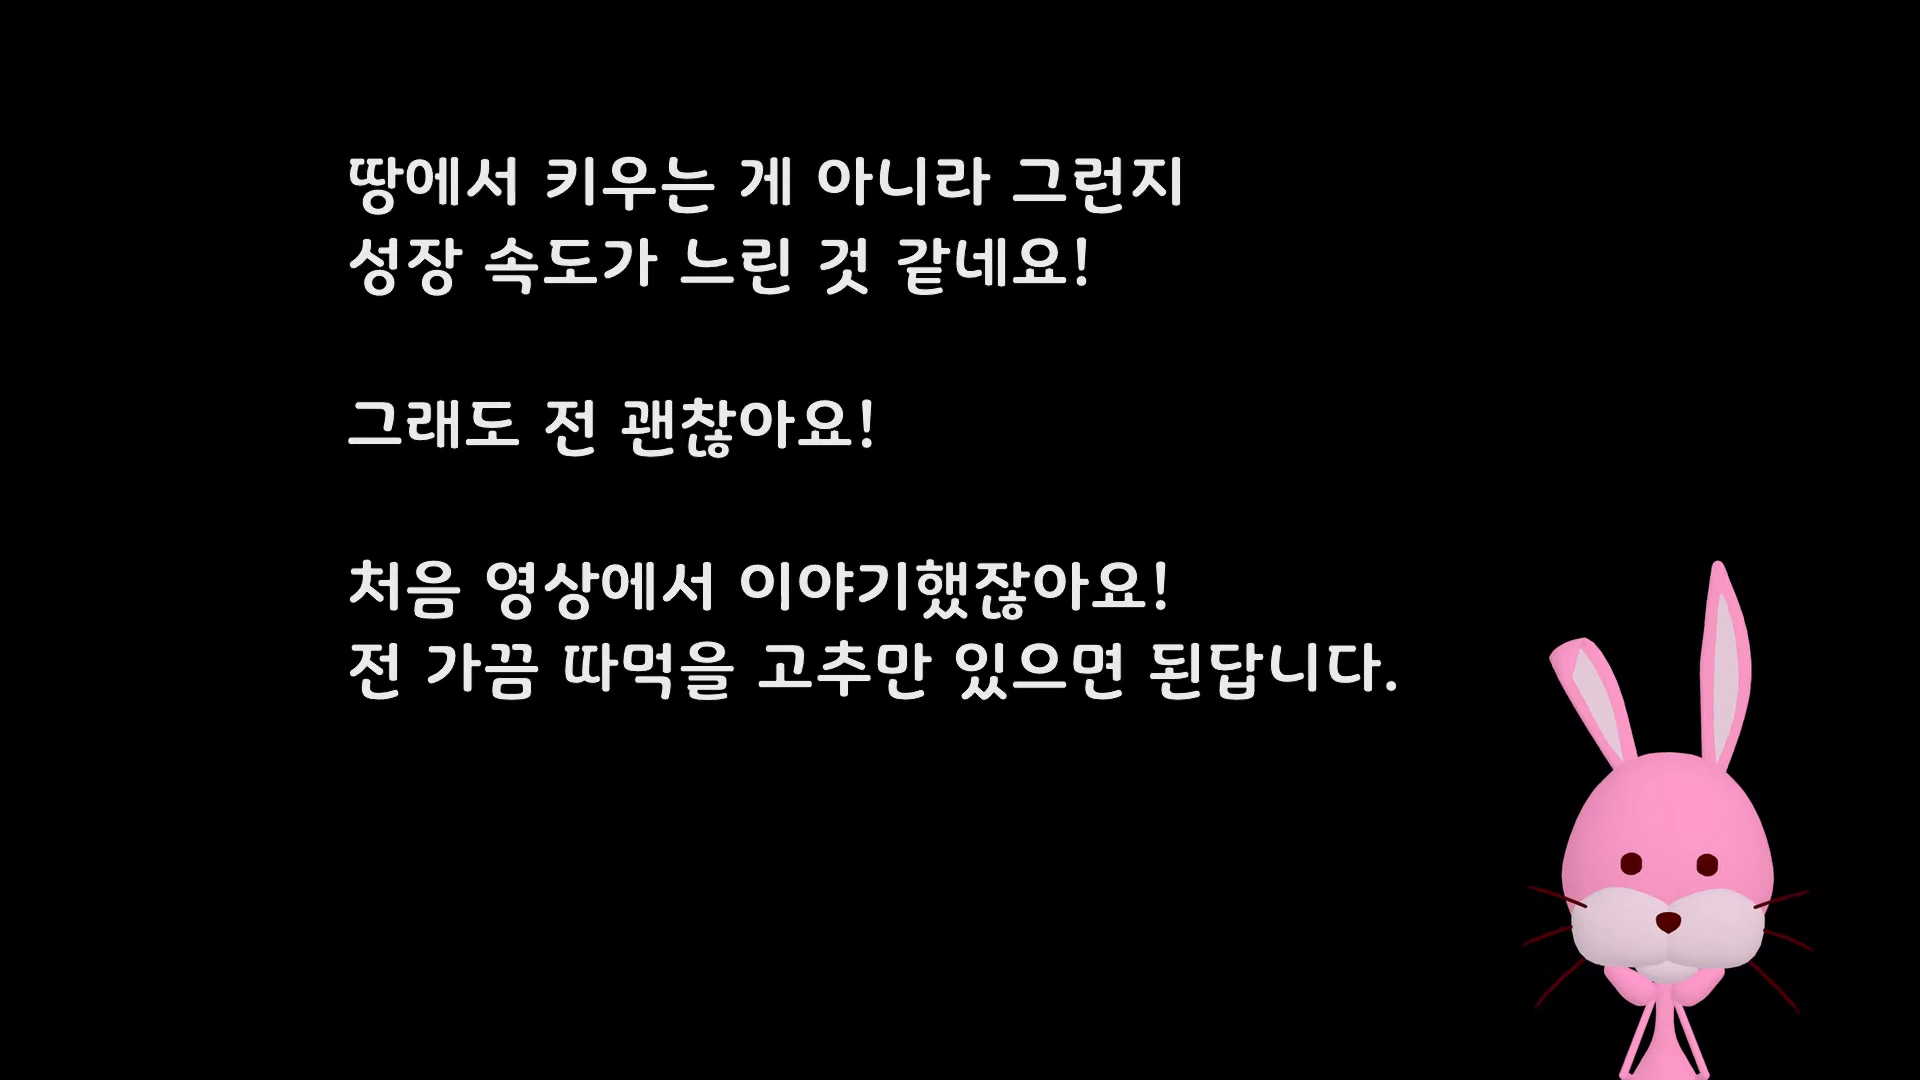 땅에서 키우는 게 아니라 그런지
성장 속도가 느린 것 같네요!
그래도 전 괜찮아요!
처음 영상에서 이야기했잖아요!
전 가끔 따먹을 고추만 있으면 된답니다.